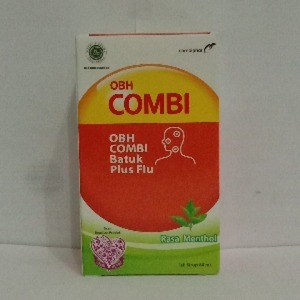 OBH
COMBI
OBH
COMBI
Batuk
Plus Flu
Rasa Menthol